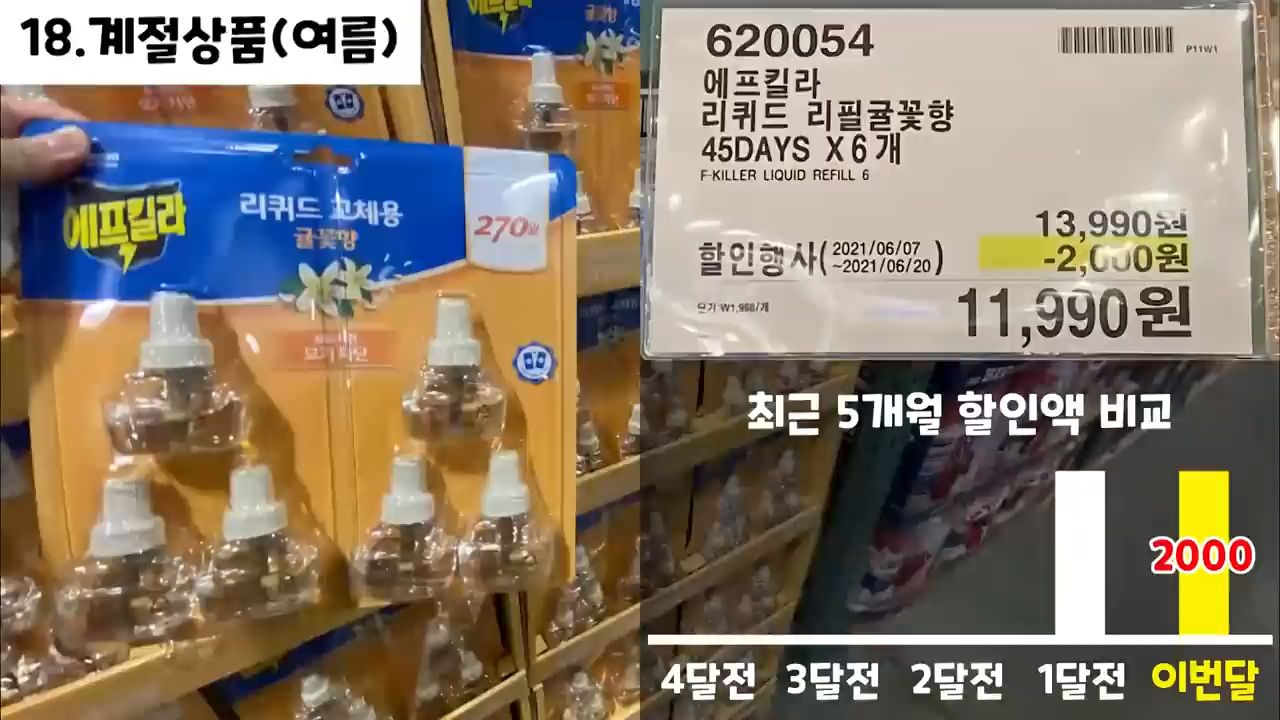 18.계절상품(여름)
에프킬라
리퀴드 교체용
귤꽃향
270일
모기 차단
620054
P11W1
에프킬라
리퀴드 리필귤꽃향
45DAYS X 6개
F-KILLER LIQUID REFILL 6
13,990원
할인행사(2021/06/07
~2021/06/20)
-2,000원
11,990원
최근 5개월 할인액 비교
2000
4달전 3달전 2달전 1달전 이번달